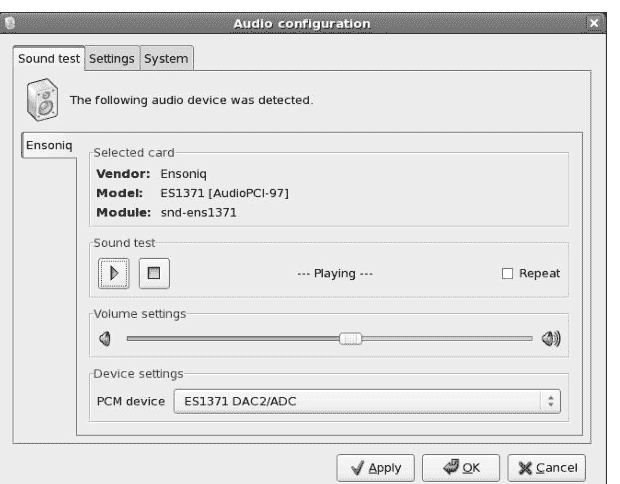 Audio configuration
Sound test Settings System
The following audio device was detected.
Ensoniq
Selected card
Vendor: Ensoniq
Model: ES1371 [AudioPCI-97]
Module: snd-ens1371
Sound test
--- Playing --- Repeat
Volume settings
Device settings
PCM device ES1371 DAC2/ADC
Apply OK Cancel